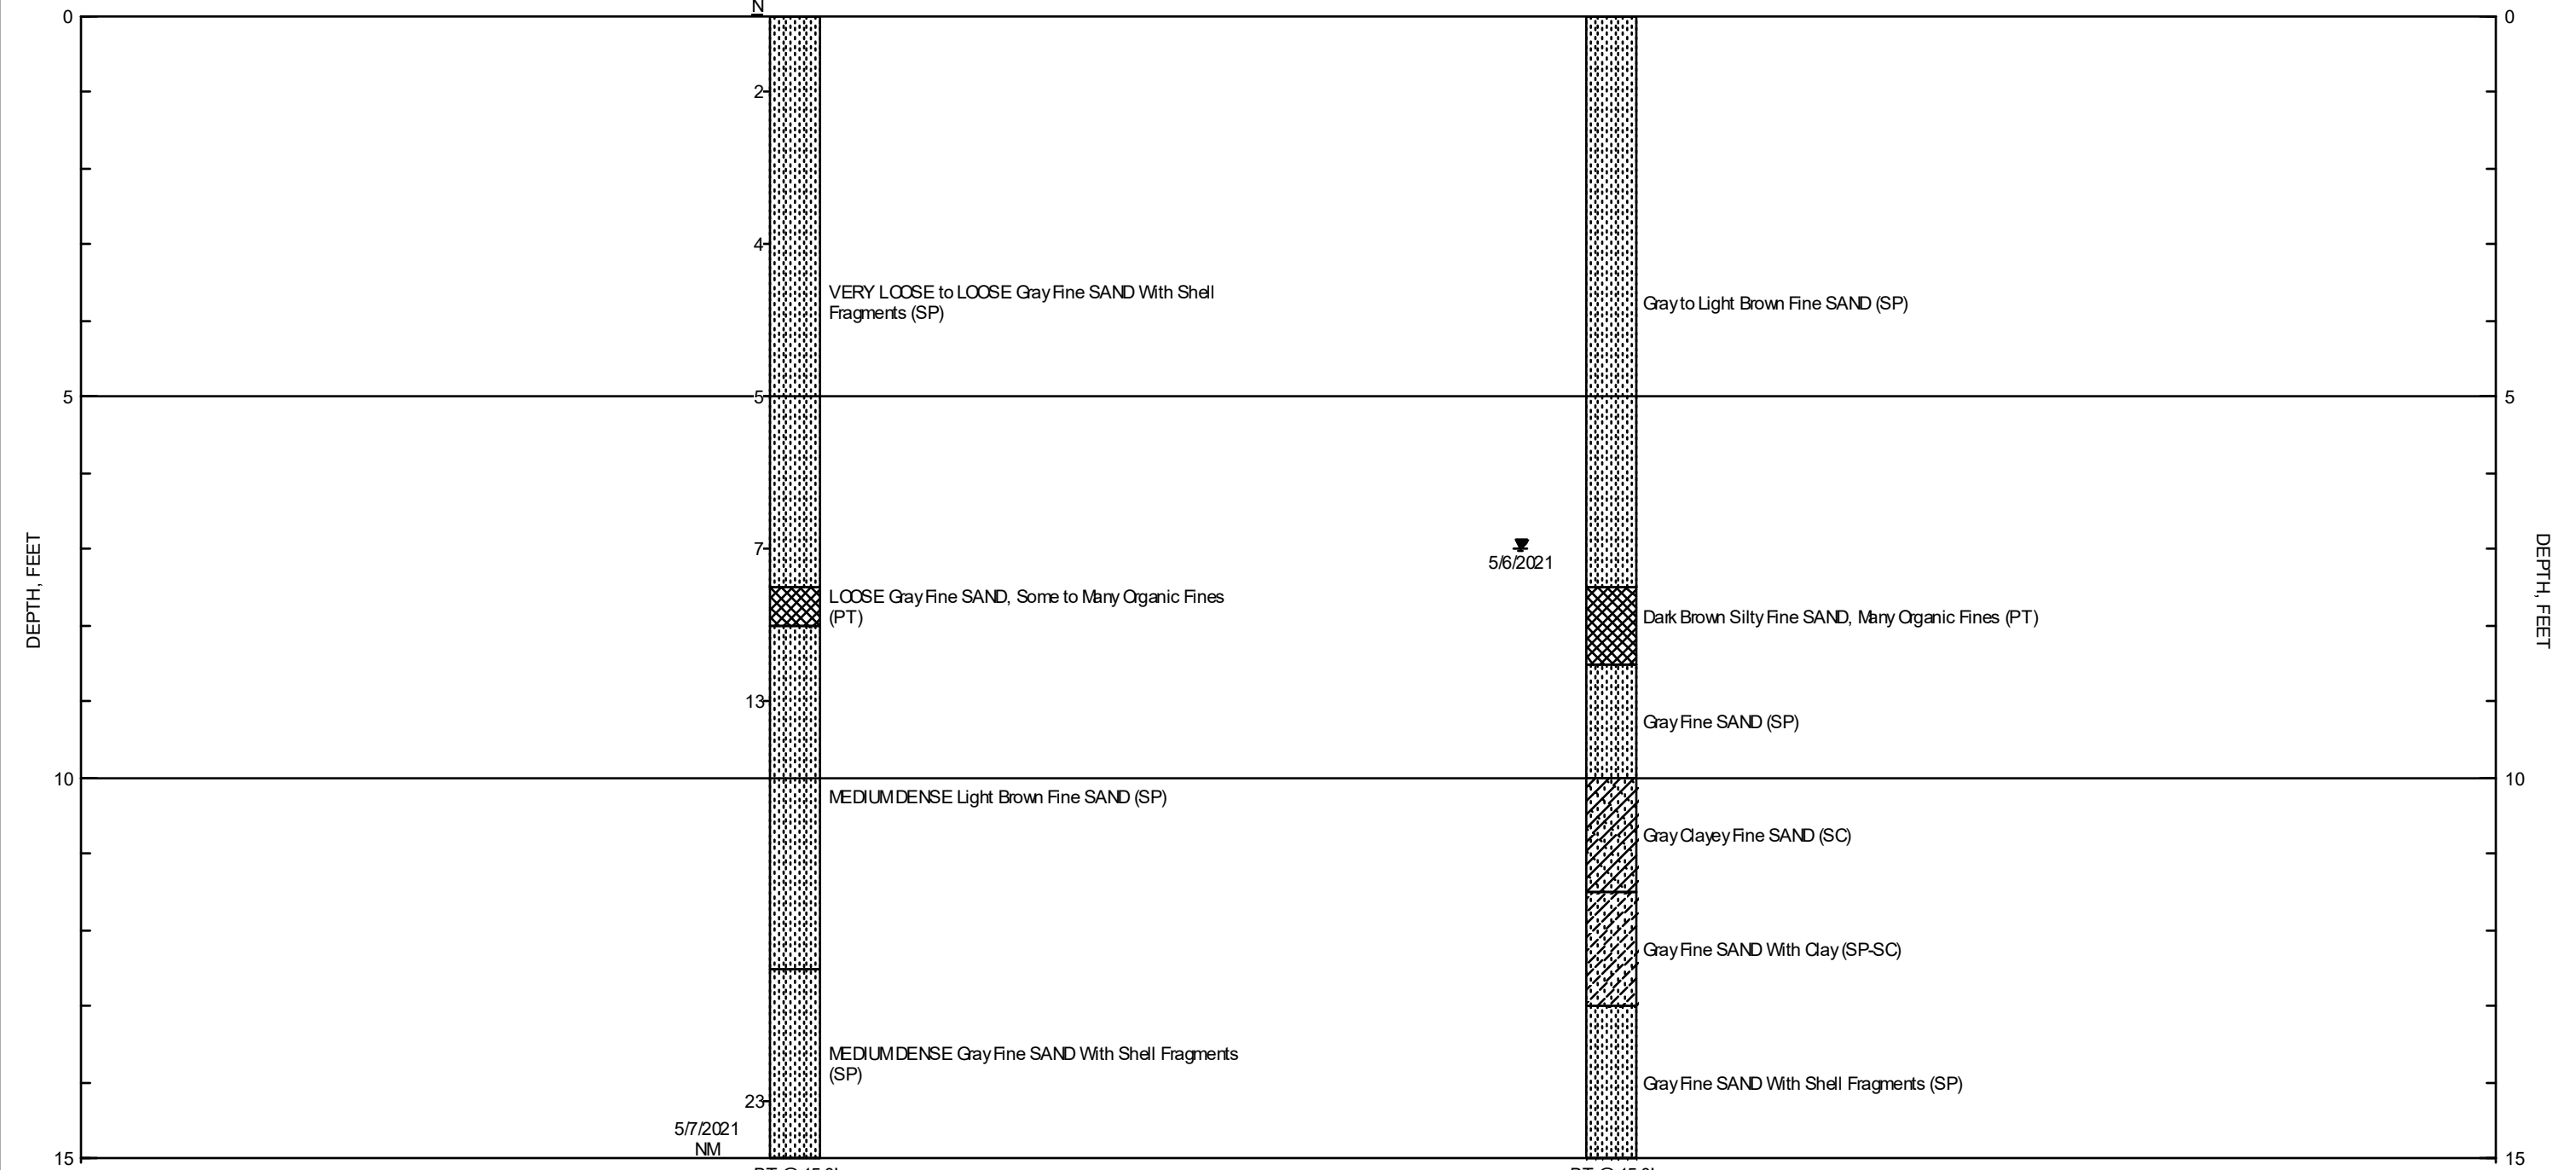 N
0
0
2
4
VERY LOOSE to LOOSE Gray Fine SAND With Shell
Fragments (SP)
Gray to Light Brown Fine SAND (SP)
5
5
5
DEPTH, FEET
DEPTH, FEET
7
5/6/2021
LOOSE Gray Fine SAND, Some to Many Organic Fines
(PT)
Dark Brown Silty Fine SAND, Many Organic Fines (PT)
13
Gray Fine SAND (SP)
10
10
MEDIUM DENSE Light Brown Fine SAND (SP)
Gray Clayey Fine SAND (SC)
Gray Fine SAND With Clay (SP-SC)
MEDIUM DENSE Gray Fine SAND With Shell Fragments
(SP)
Gray Fine SAND With Shell Fragments (SP)
23
5/7/2021
NM
15
15